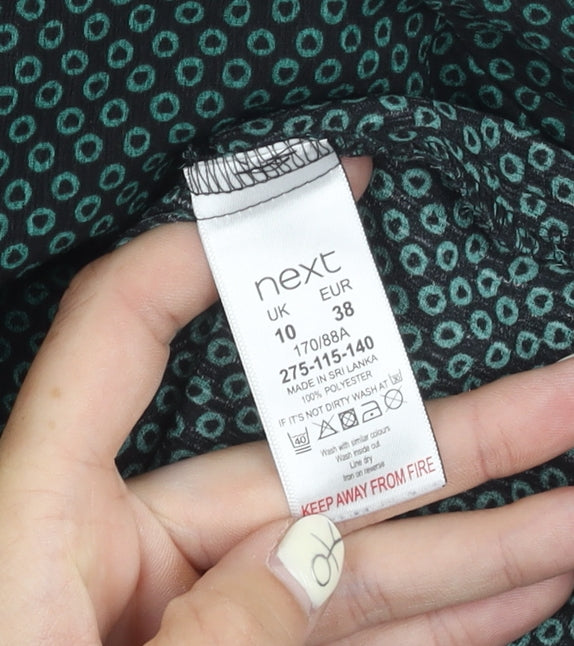 next
UK EUR
10 38
170/88A
275-115-140
MADE IN SRI LANKA
100% POLYESTER
IF IT'S NOT DIRTY WASH AT 30
40
Wash with similar colours
Wash inside out
Line dry
Iron on reverse
KEEP AWAY FROM FIRE